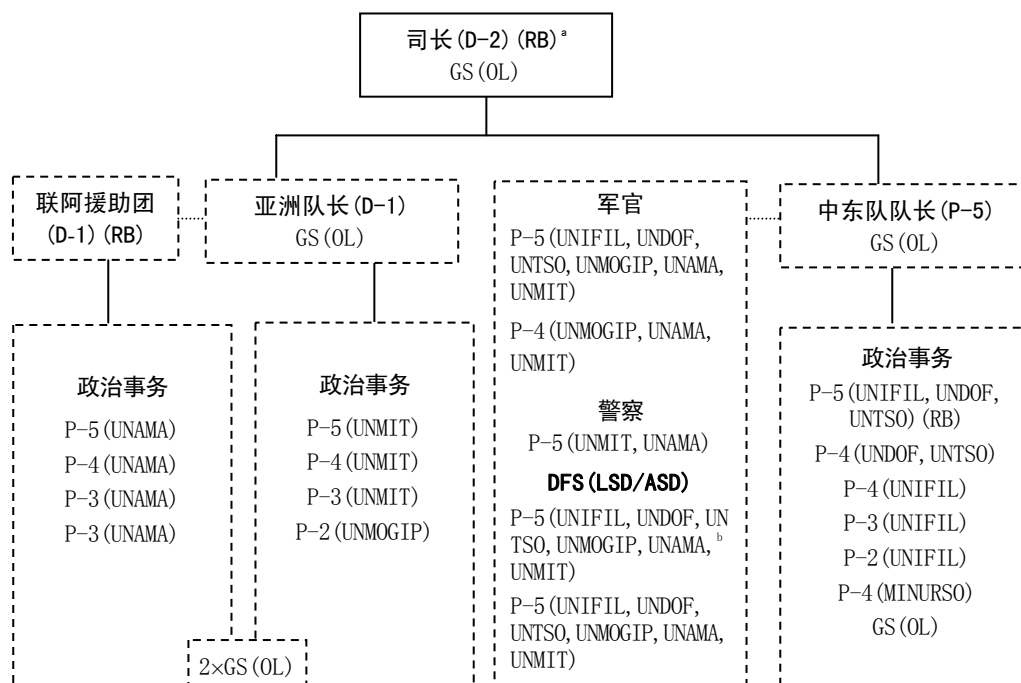 司长(D-2)(RB)ᵃ
GS(OL)
联阿援助团
(D-1)(RB)
亚洲队长(D-1)
GS(OL)
军官
P-5(UNIFIL, UNDOF,
UNTSO, UNMOGIP, UNAMA,
UNMIT)
P-4(UNMOGIP, UNAMA,
UNMIT)
警察
P-5(UNMIT, UNAMA)
DFS(LSD/ASD)
P-5(UNIFIL, UNDOF, UN
TSO, UNMOGIP, UNAMA, ᵇ
UNMIT)
P-5(UNIFIL, UNDOF,
UNTSO, UNMOGIP, UNAMA,
UNMIT)
中东队队长(P-5)
GS(OL)
政治事务
P-5(UNAMA)
P-4(UNAMA)
P-3(UNAMA)
P-3(UNAMA)
政治事务
P-5(UNMIT)
P-4(UNMIT)
P-3(UNMIT)
P-2(UNMOGIP)
2×GS(OL)
政治事务
P-5(UNIFIL, UNDOF,
UNTSO)(RB)
P-4(UNDOF, UNTSO)
P-4(UNIFIL)
P-3(UNIFIL)
P-2(UNIFIL)
P-4(MINURSO)
GS(OL)